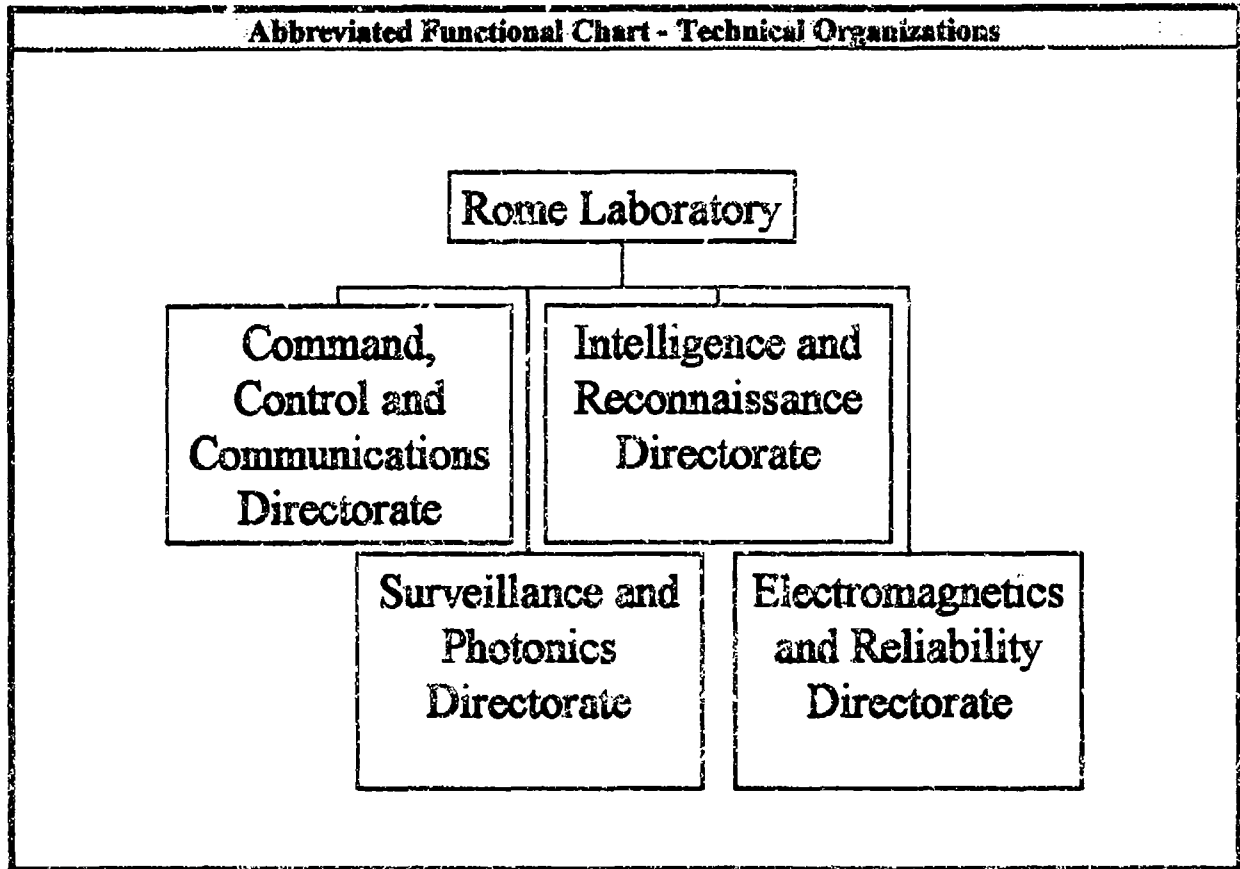 Abbreviated Functional Chart - Technical Organizations
Rome Laboratory
Command,
Control and
Communications
Directorate
Intelligence and
Reconnaissance
Directorate
Surveillance and
Photonics
Directorate
Electromagnetics
and Reliability
Directorate